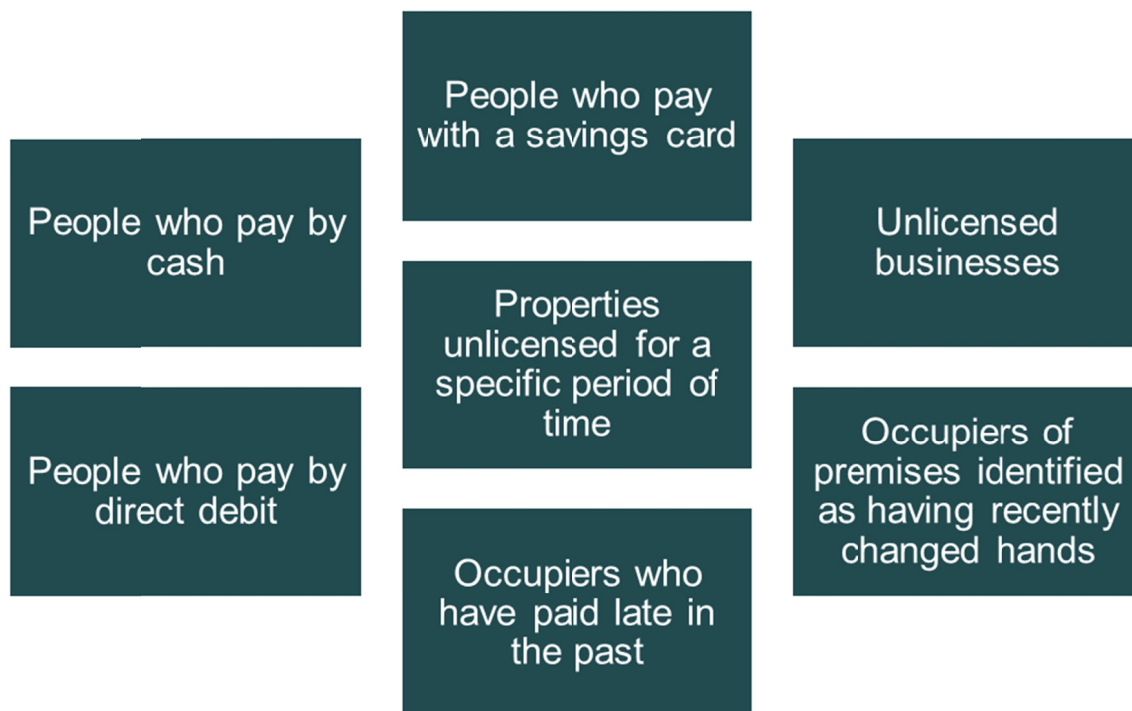 People who pay by
cash
People who pay by
direct debit
People who pay
with a savings card
Properties
unlicensed for a
specific period of
time
Occupiers who
have paid late in
the past
Unlicensed
businesses
Occupiers of
premises identified
as having recently
changed hands